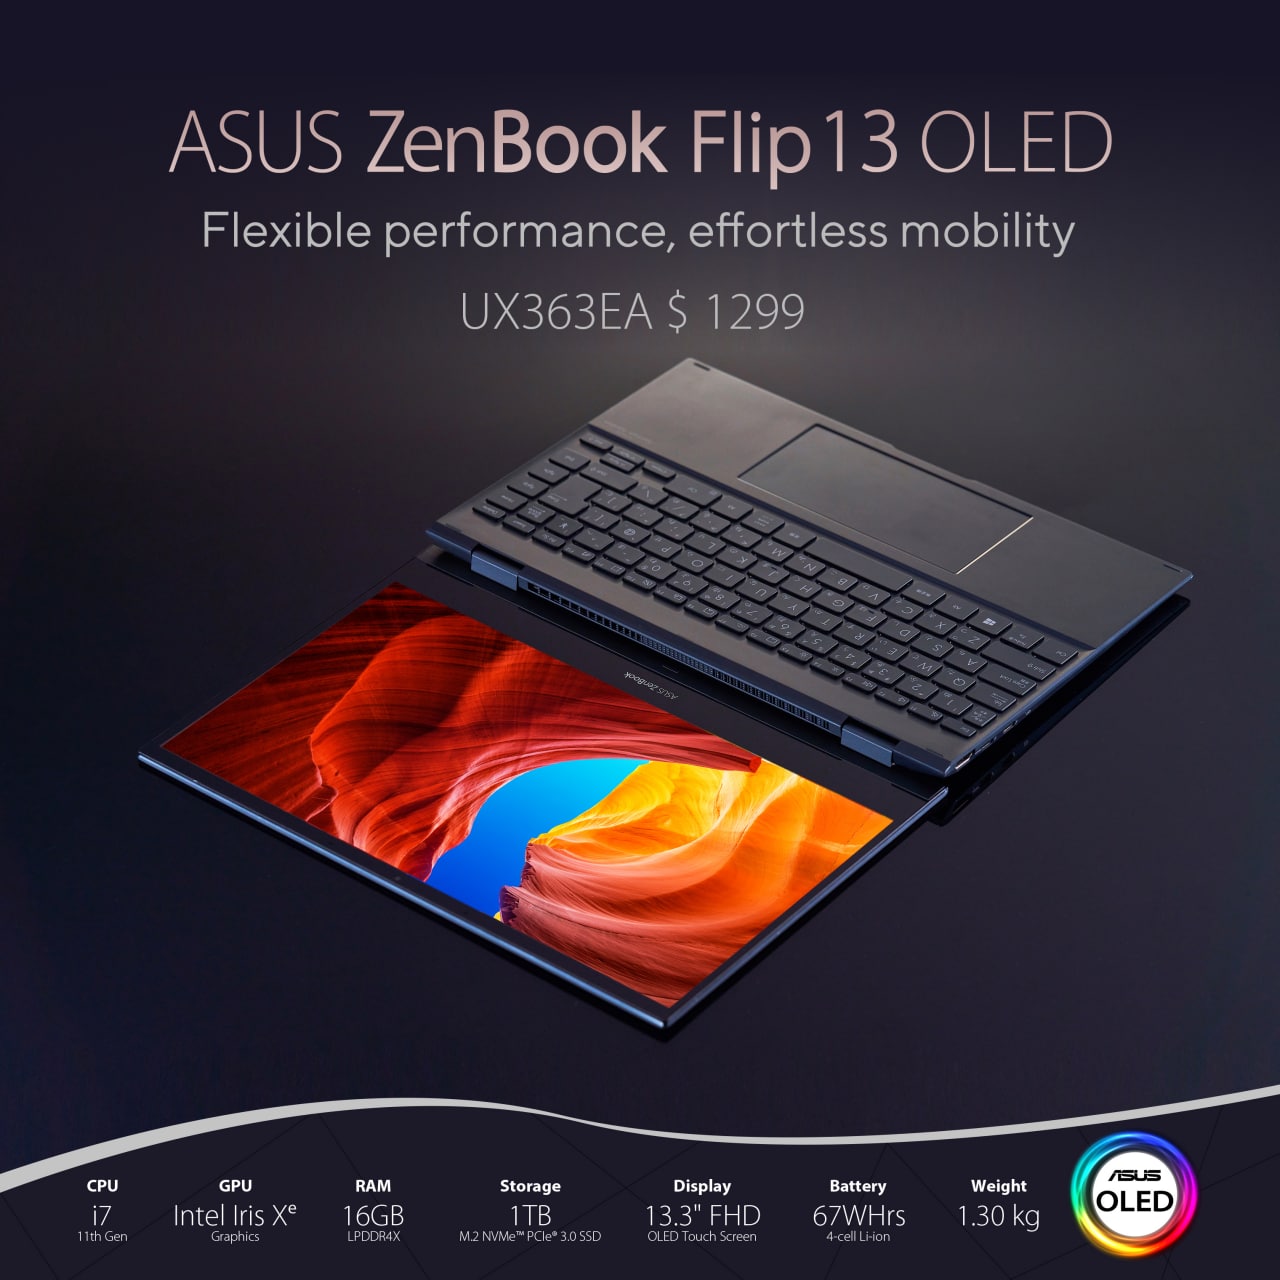 ASUS ZenBook Flip 13 OLED
Flexible performance, effortless mobility
UX363EA $ 1299
ASUS ZenBook
CPU
i7
11th Gen
GPU
Intel Iris Xᵉ
Graphics
RAM
16GB
LPDDR4X
Storage
1TB
M.2 NVMe™ PCIe® 3.0 SSD
Display
13.3" FHD
OLED Touch Screen
Battery
67WHrs
4-cell Li-ion
Weight
1.30 kg
ASUS
OLED